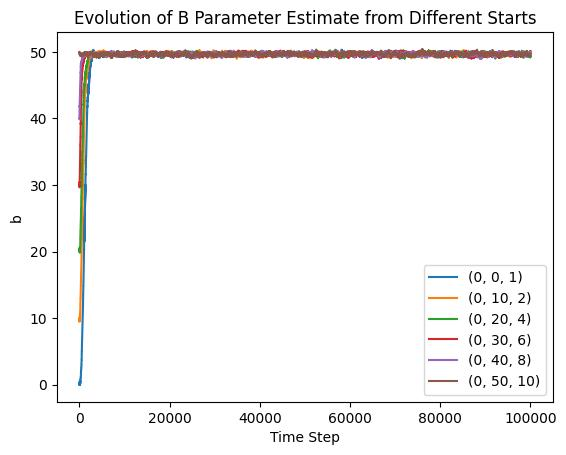 Evolution of B Parameter Estimate from Different Starts
50
40
30
20
10
0
b
(0, 0, 1)
(0, 10, 2)
(0, 20, 4)
(0, 30, 6)
(0, 40, 8)
(0, 50, 10)
0 20000 40000 60000 80000 100000
Time Step